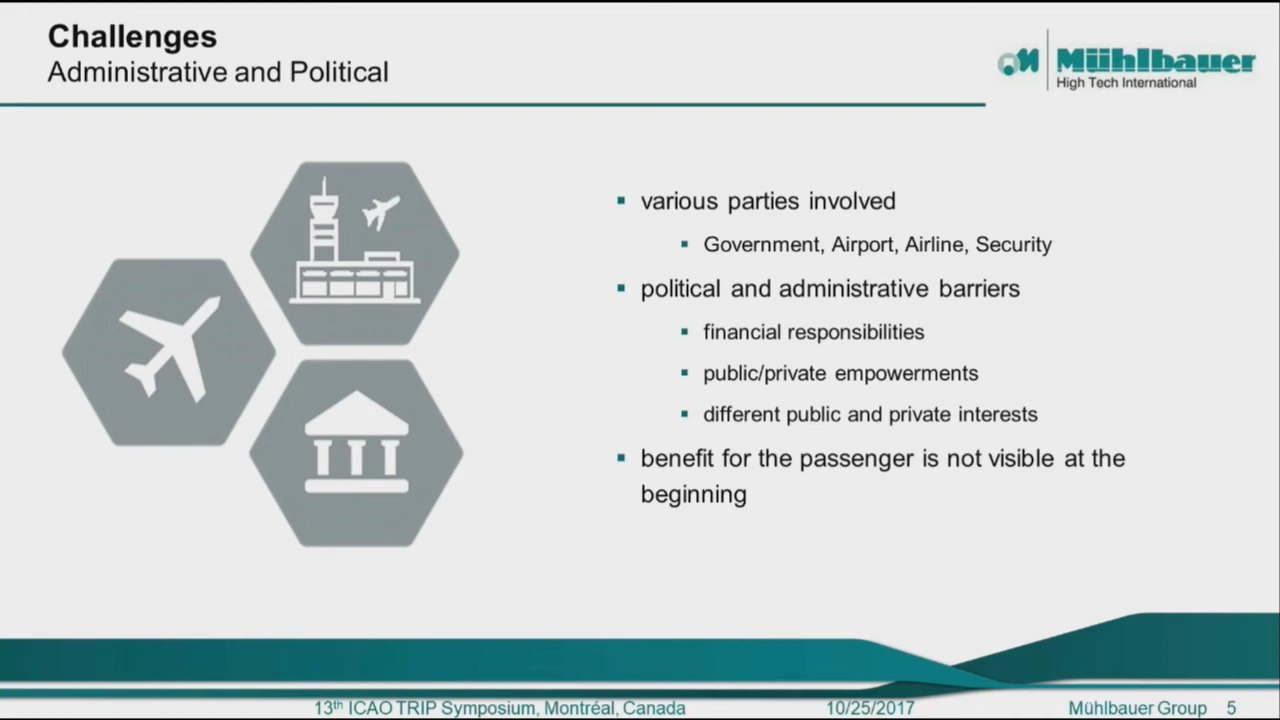 Challenges
Administrative and Political
Mühlbauer
High Tech International
▪ various parties involved
▪ Government, Airport, Airline, Security
▪ political and administrative barriers
▪ financial responsibilities
▪ public/private empowerments
▪ different public and private interests
▪ benefit for the passenger is not visible at the
beginning
13th ICAO TRIP Symposium, Montréal, Canada 10/25/2017 Mühlbauer Group 5